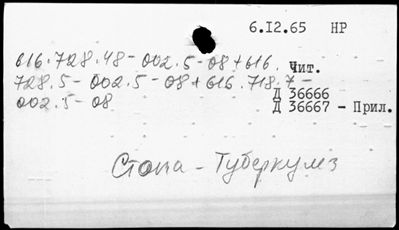 6.I2.65 НР
616.728.48-002.5-08+616. Чит.
728.5-002.5-08+616.718.7-
Д 36666
002.5-08
Д 36667 - Прил.
Стопа - Туберкулез